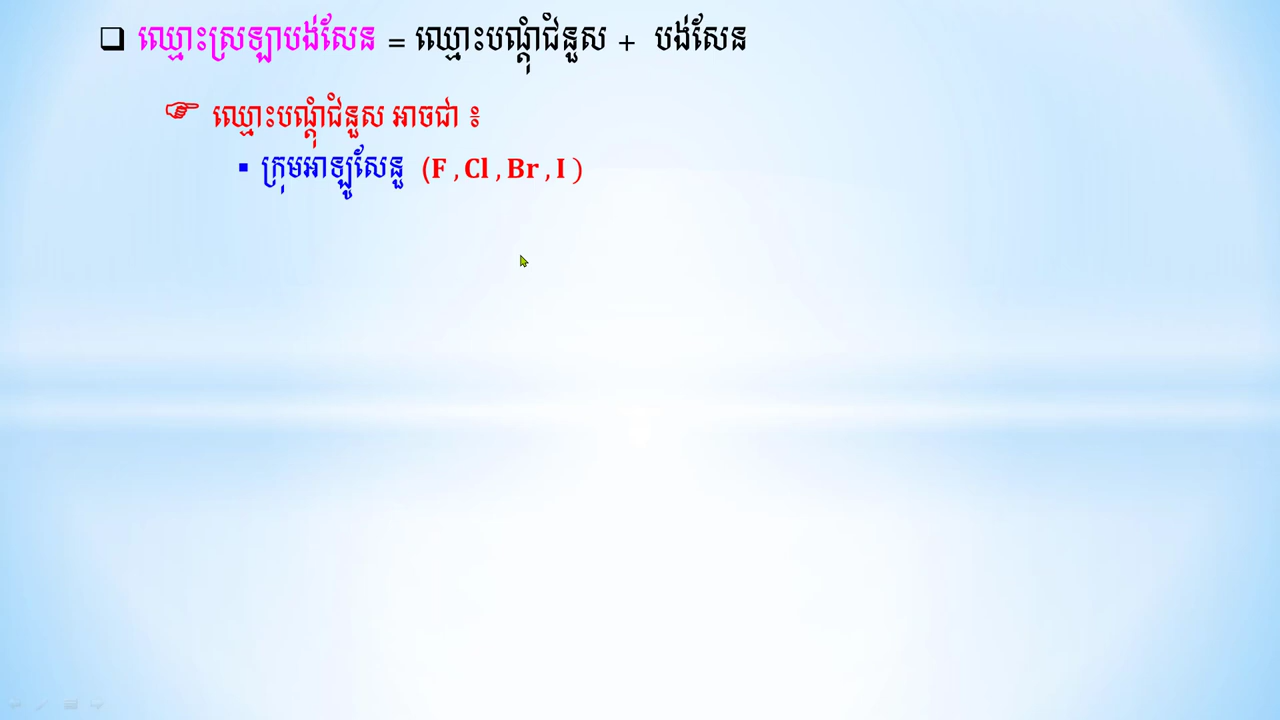 ❑ ឈ្មោះស្រឡាបង់សែន = ឈ្មោះបណ្តុំជំនួស + បង់សែន
☞ ឈ្មោះបណ្តុំជំនួស អាចជា ៖
▪ ក្រុមអាឡូសែនួ (F , Cl , Br , I )